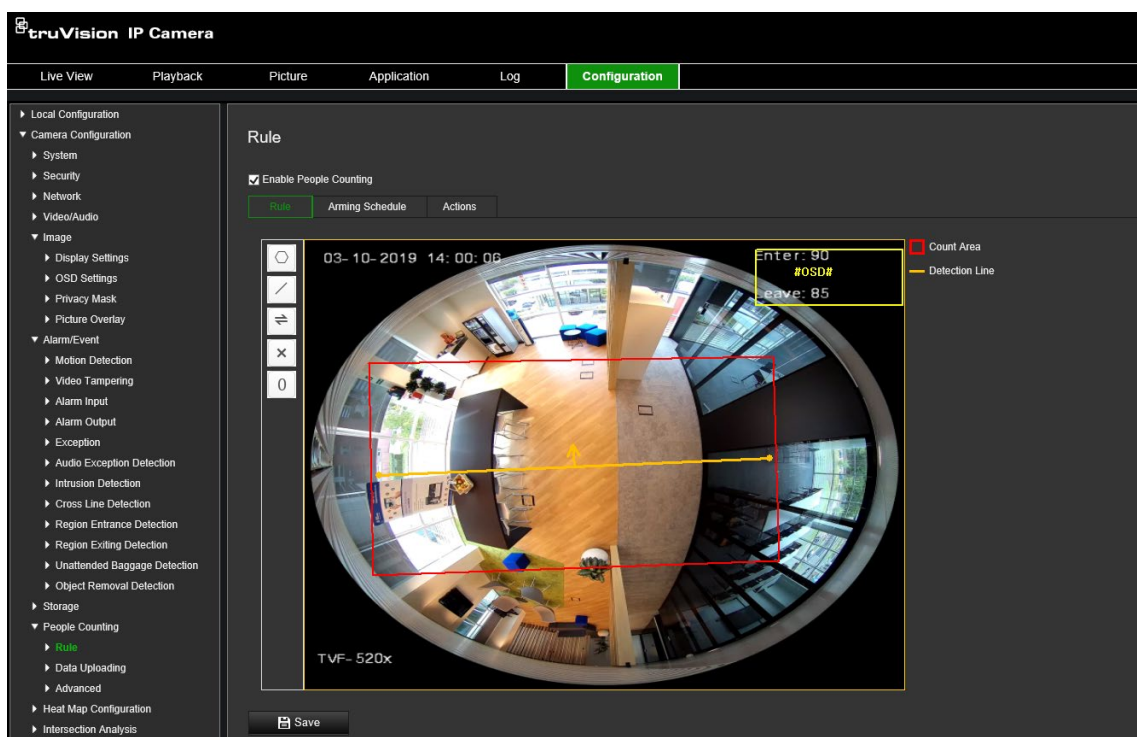 truVision IP Camera
Live View Playback Picture Application Log Configuration
Local Configuration
Camera Configuration
System
Security
Network
Video/Audio
Image
Display Settings
OSD Settings
Privacy Mask
Picture Overlay
Alarm/Event
Motion Detection
Video Tampering
Alarm Input
Alarm Output
Exception
Audio Exception Detection
Intrusion Detection
Cross Line Detection
Region Entrance Detection
Region Exiting Detection
Unattended Baggage Detection
Object Removal Detection
Storage
People Counting
Rule
Data Uploading
Advanced
Heat Map Configuration
Intersection Analysis
Rule
Enable People Counting
Rule Arming Schedule Actions
03-10-2019 14:00:06
Enter: 90
#OSD#
Leave: 85
0
TVF-520x
Count Area
Detection Line
Save